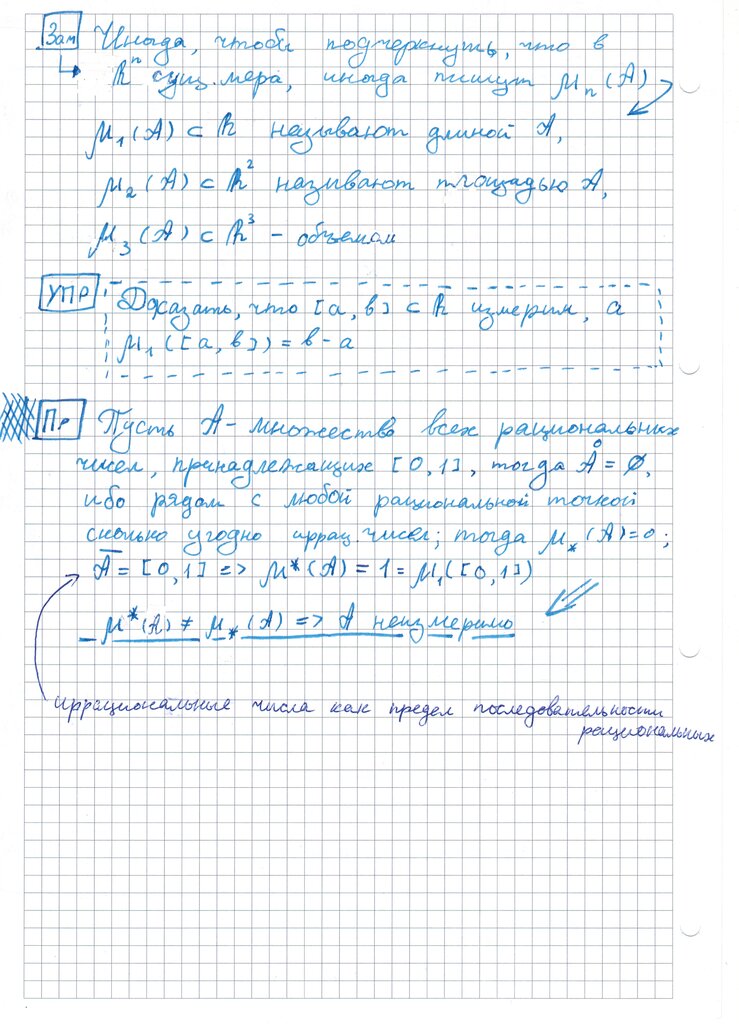 Зам Иногда, чтобы подчеркнуть, что в
↳ ℝⁿ сущ. мера, иногда пишут μₙ(A)
μ₁(A) ⊂ ℝ называют длиной A,
μ₂(A) ⊂ ℝ² называют площадью A,
μ₃(A) ⊂ ℝ³ – объемом
УПР Доказать, что [a, b] ⊂ ℝ измерим, а
μ₁([a, b]) = b - a
Пр Пусть A – множество всех рациональных
чисел, принадлежащих [0, 1], тогда Å = ∅,
ибо рядом с любой рациональной точкой
сколько угодно иррац. чисел; тогда μ_*(A)=0;
A̅ = [0, 1] => μ*(A) = 1 = μ₁([0, 1])
μ*(A) ≠ μ_*(A) => A неизмеримо
иррациональные числа как предел последовательности
рациональных